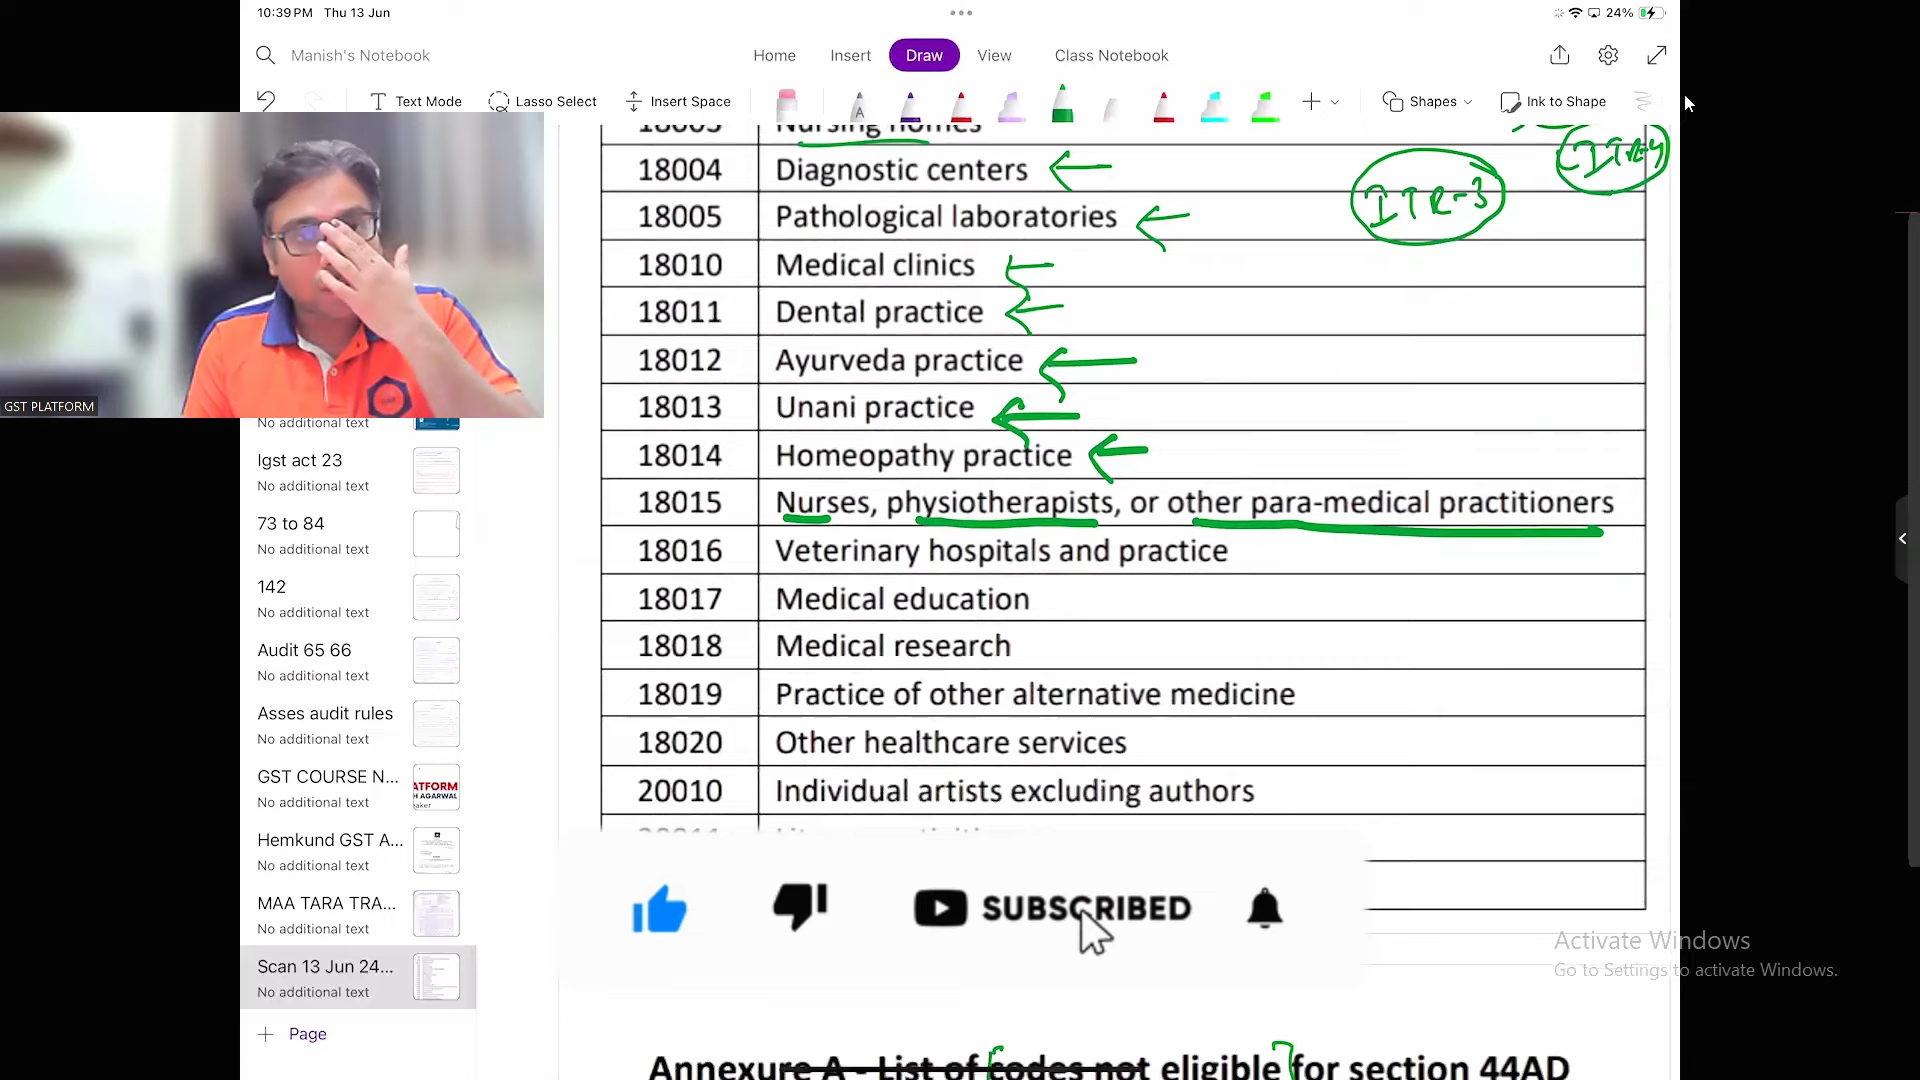 10:39 PM Thu 13 Jun
24%
Manish's Notebook
Home Insert Draw View Class Notebook
Text Mode Lasso Select Insert Space Shapes Ink to Shape
Nursing homes
18004 Diagnostic centers
18005 Pathological laboratories
ITR-3
18010 Medical clinics
18011 Dental practice
18012 Ayurveda practice
18013 Unani practice
18014 Homeopathy practice
18015 Nurses, physiotherapists, or other para-medical practitioners
18016 Veterinary hospitals and practice
18017 Medical education
18018 Medical research
18019 Practice of other alternative medicine
18020 Other healthcare services
20010 Individual artists excluding authors
GST PLATFORM
No additional text
Igst act 23
No additional text
73 to 84
No additional text
142
No additional text
Audit 65 66
No additional text
Asses audit rules
No additional text
GST COURSE N...
No additional text
Hemkund GST A...
No additional text
MAA TARA TRA...
No additional text
Scan 13 Jun 24...
No additional text
Page
SUBSCRIBED
Activate Windows
Go to Settings to activate Windows.
Annexure A - List of codes not eligible for section 44AD